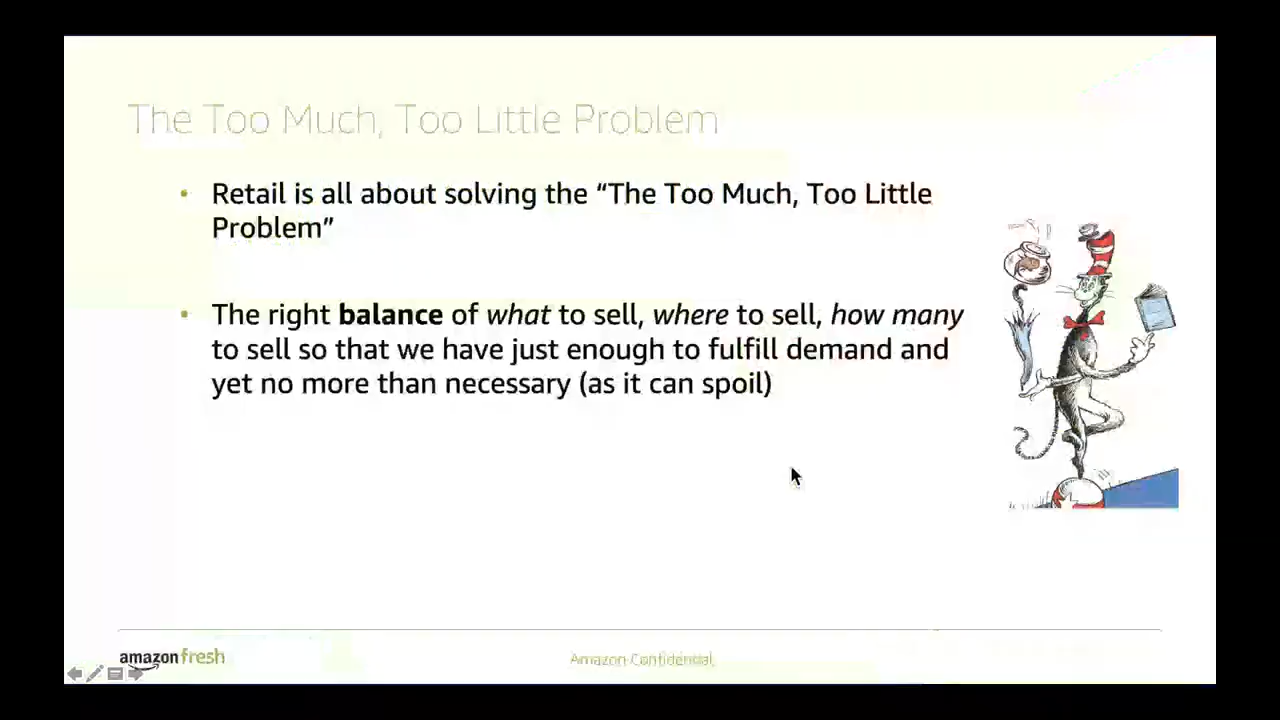 The Too Much, Too Little Problem
• Retail is all about solving the “The Too Much, Too Little
Problem”
• The right balance of what to sell, where to sell, how many
to sell so that we have just enough to fulfill demand and
yet no more than necessary (as it can spoil)
amazonfresh
Amazon Confidential